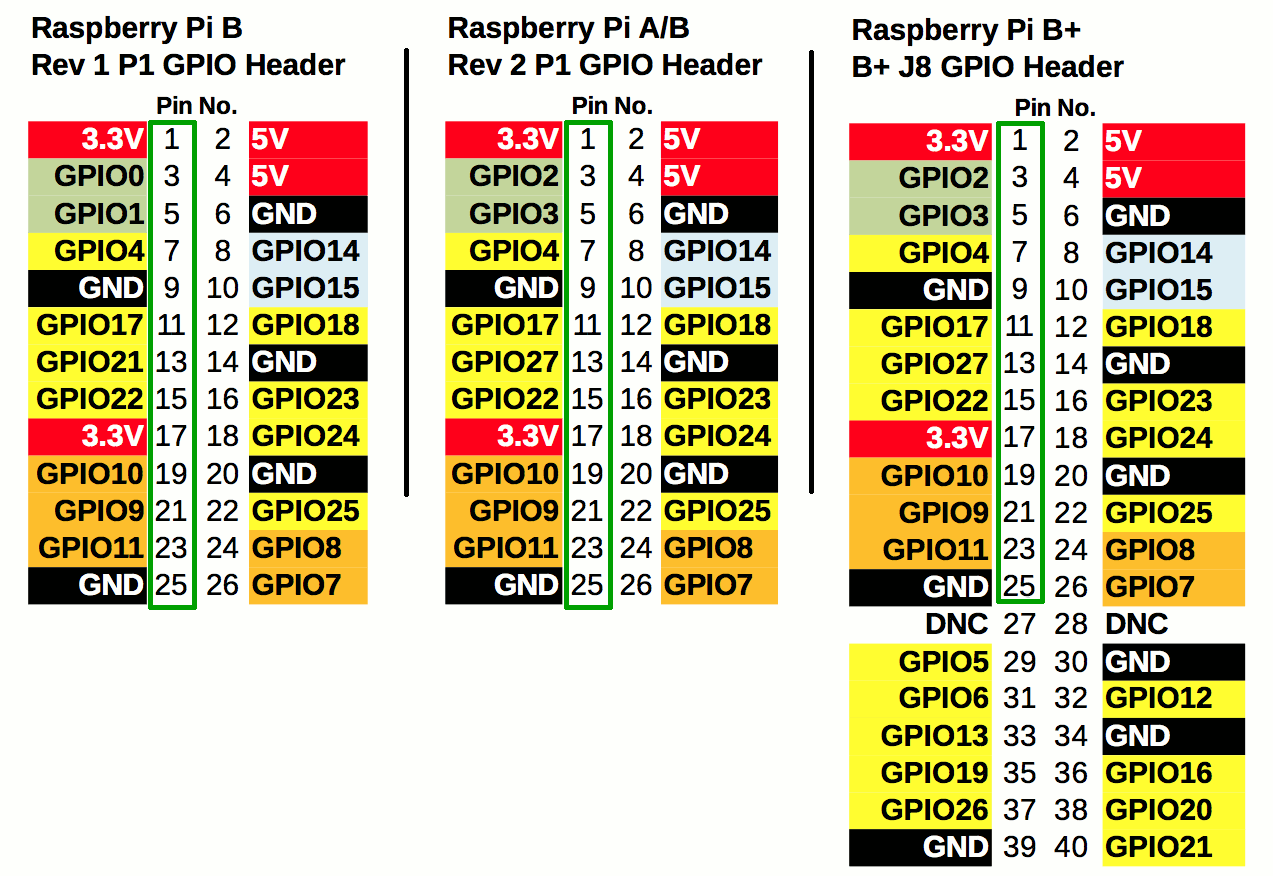 Raspberry Pi B
Rev 1 P1 GPIO Header
Pin No.
3.3V 1 2 5V
GPIO0 3 4 5V
GPIO1 5 6 GND
GPIO4 7 8 GPIO14
GND 9 10 GPIO15
GPIO17 11 12 GPIO18
GPIO21 13 14 GND
GPIO22 15 16 GPIO23
3.3V 17 18 GPIO24
GPIO10 19 20 GND
GPIO9 21 22 GPIO25
GPIO11 23 24 GPIO8
GND 25 26 GPIO7
Raspberry Pi A/B
Rev 2 P1 GPIO Header
Pin No.
3.3V 1 2 5V
GPIO2 3 4 5V
GPIO3 5 6 GND
GPIO4 7 8 GPIO14
GND 9 10 GPIO15
GPIO17 11 12 GPIO18
GPIO27 13 14 GND
GPIO22 15 16 GPIO23
3.3V 17 18 GPIO24
GPIO10 19 20 GND
GPIO9 21 22 GPIO25
GPIO11 23 24 GPIO8
GND 25 26 GPIO7
Raspberry Pi B+
B+ J8 GPIO Header
Pin No.
3.3V 1 2 5V
GPIO2 3 4 5V
GPIO3 5 6 GND
GPIO4 7 8 GPIO14
GND 9 10 GPIO15
GPIO17 11 12 GPIO18
GPIO27 13 14 GND
GPIO22 15 16 GPIO23
3.3V 17 18 GPIO24
GPIO10 19 20 GND
GPIO9 21 22 GPIO25
GPIO11 23 24 GPIO8
GND 25 26 GPIO7
DNC 27 28 DNC
GPIO5 29 30 GND
GPIO6 31 32 GPIO12
GPIO13 33 34 GND
GPIO19 35 36 GPIO16
GPIO26 37 38 GPIO20
GND 39 40 GPIO21